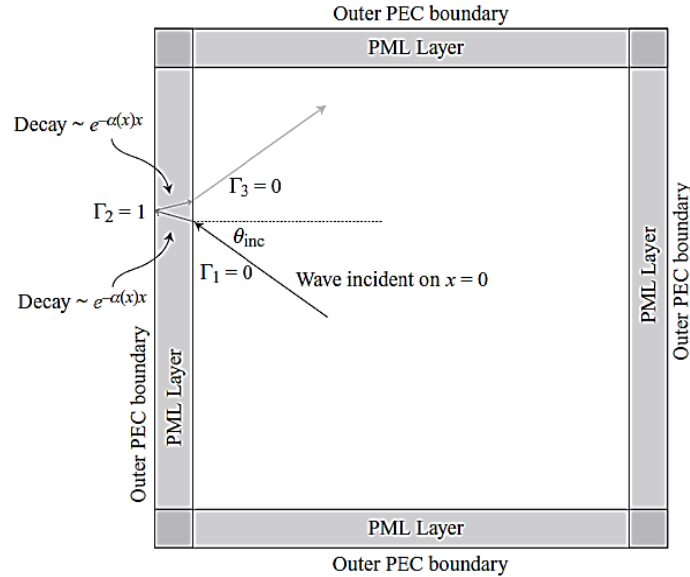 Outer PEC boundary
PML Layer
Decay ~ e^{-α(x)x}
Γ₃ = 0
Γ₂ = 1
θ_inc
Γ₁ = 0
Wave incident on x = 0
Decay ~ e^{-α(x)x}
Outer PEC boundary
PML Layer
PML Layer
Outer PEC boundary
PML Layer
Outer PEC boundary